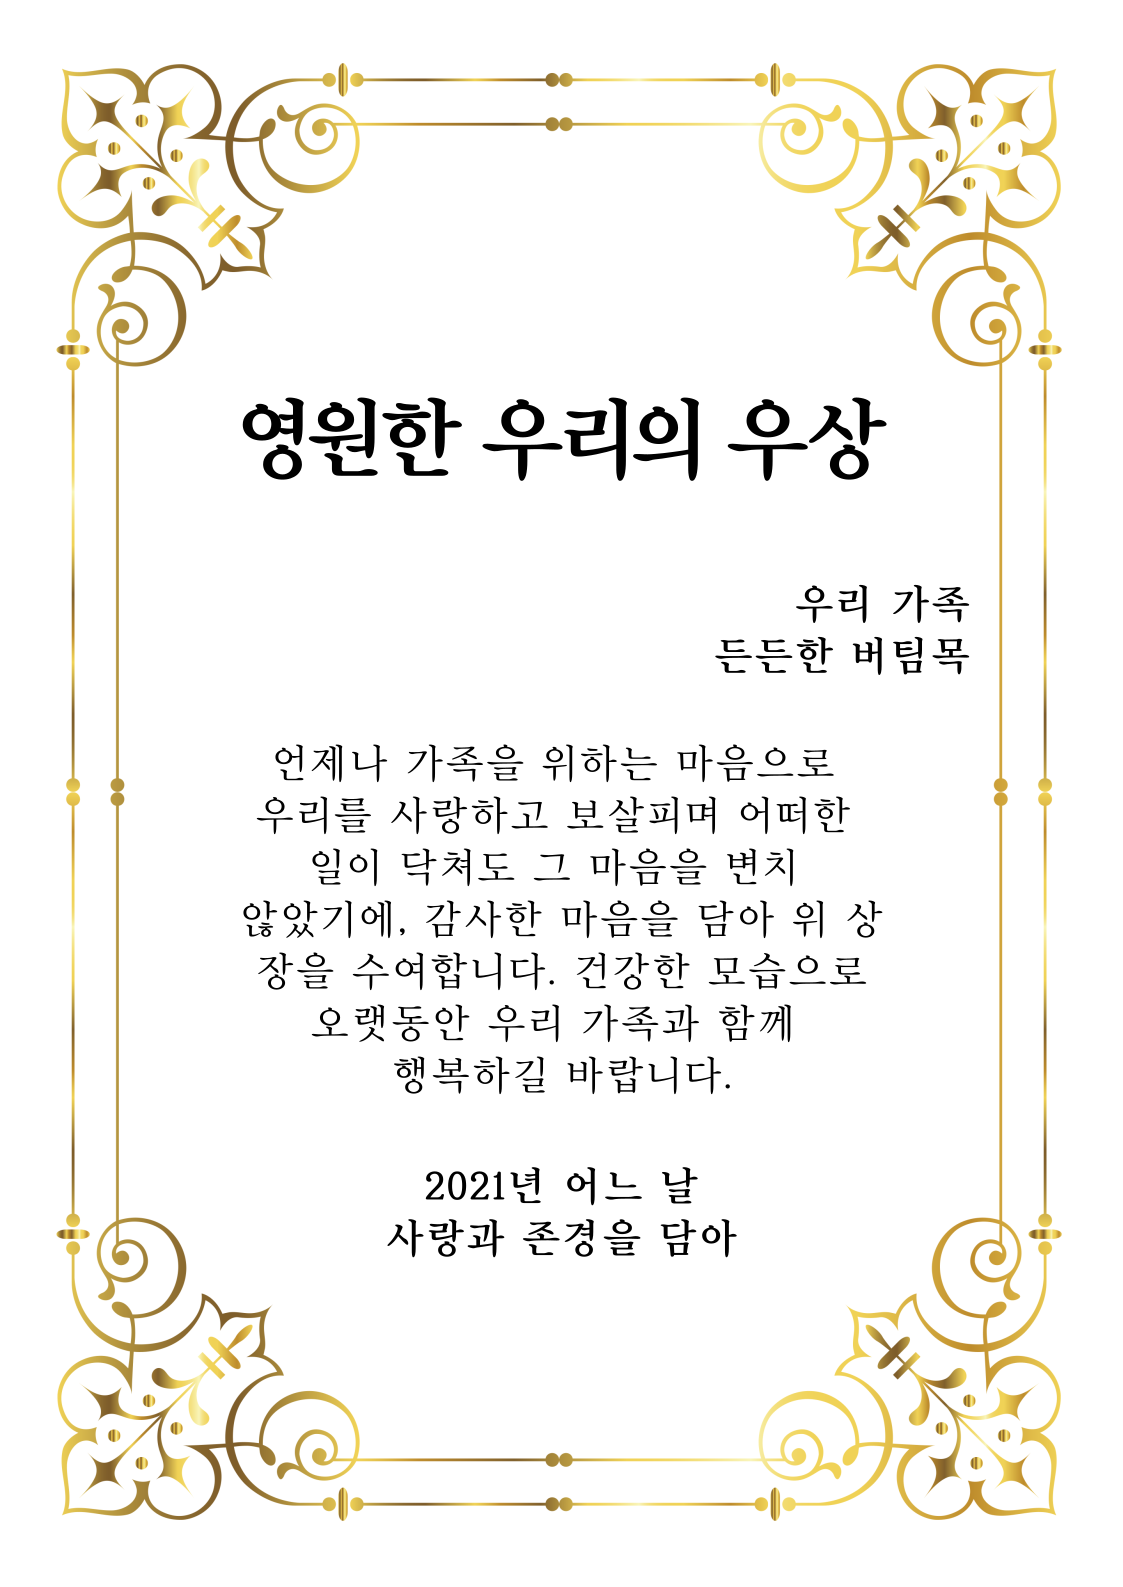 영원한 우리의 우상
우리 가족
든든한 버팀목
언제나 가족을 위하는 마음으로
우리를 사랑하고 보살피며 어떠한
일이 닥쳐도 그 마음을 변치
않았기에, 감사한 마음을 담아 위 상
장을 수여합니다. 건강한 모습으로
오랫동안 우리 가족과 함께
행복하길 바랍니다.
2021년 어느 날
사랑과 존경을 담아